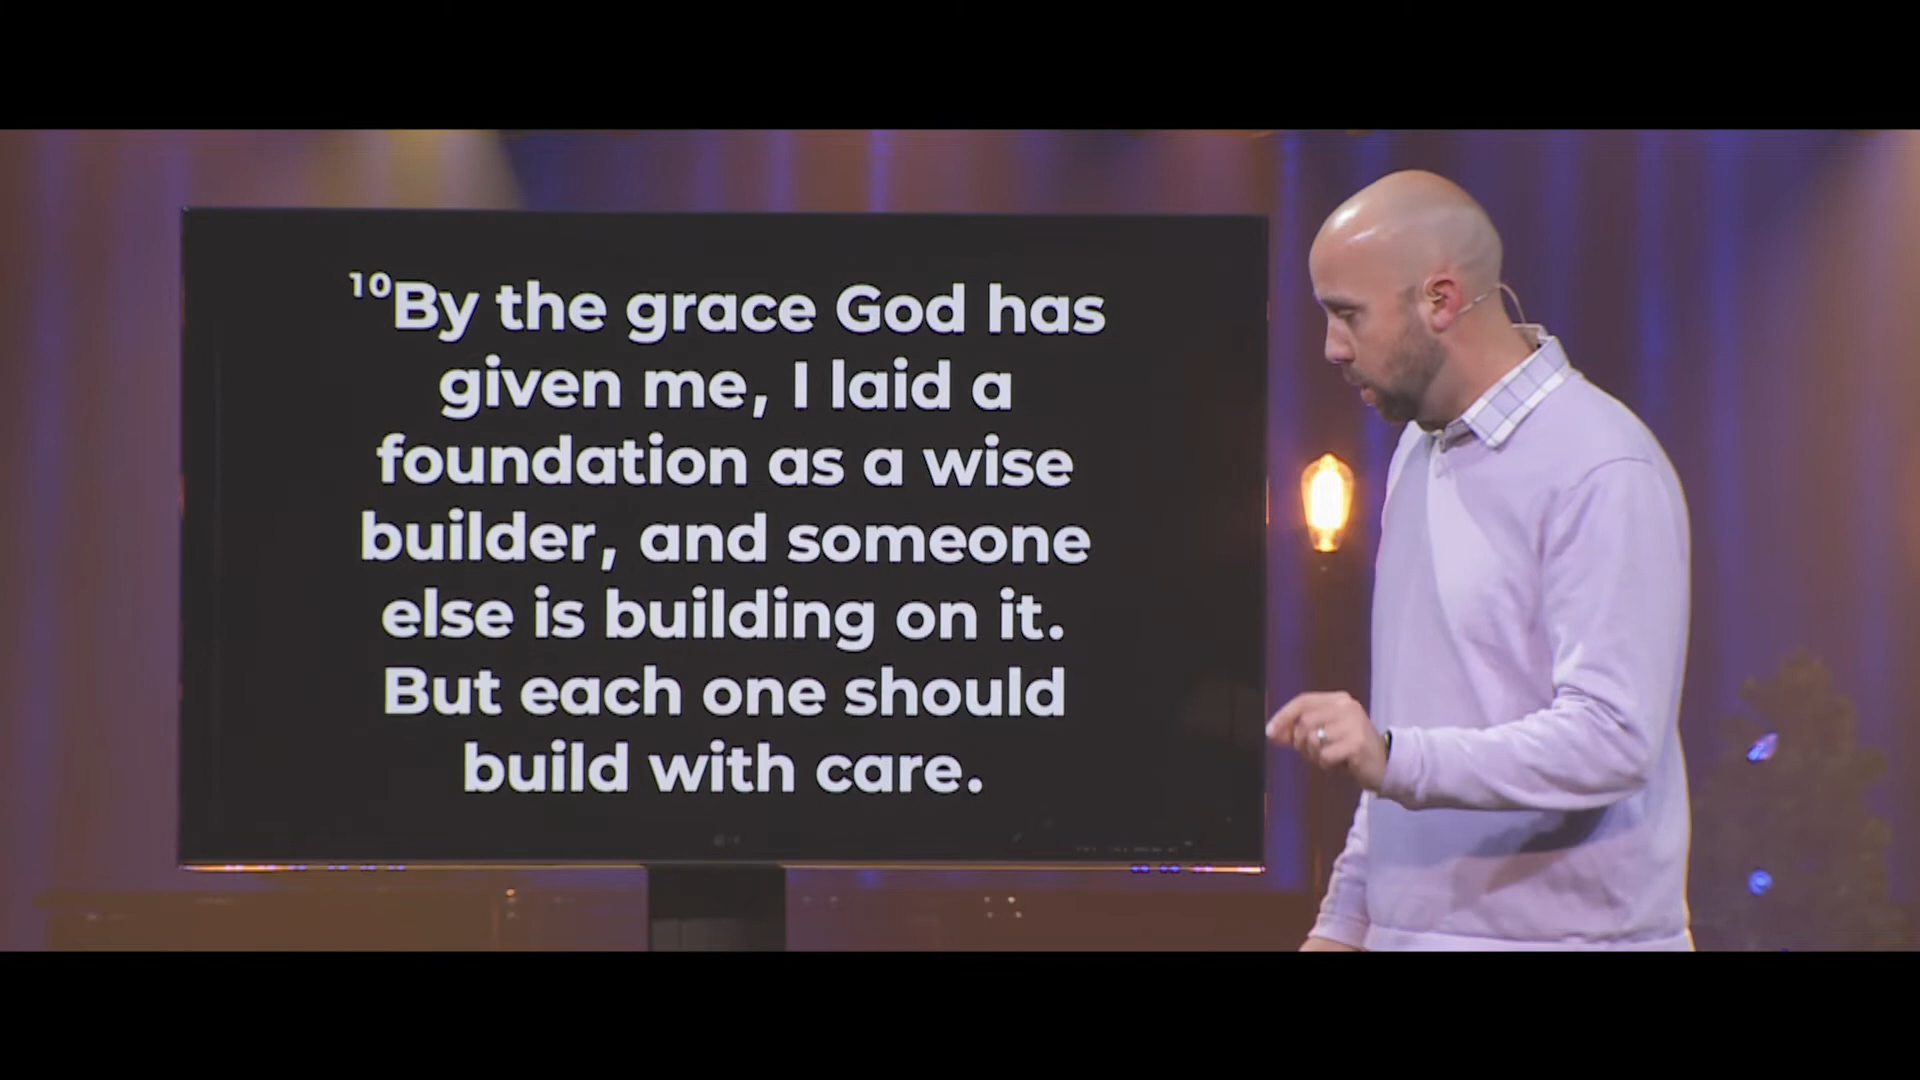 ¹⁰By the grace God has
given me, I laid a
foundation as a wise
builder, and someone
else is building on it.
But each one should
build with care.